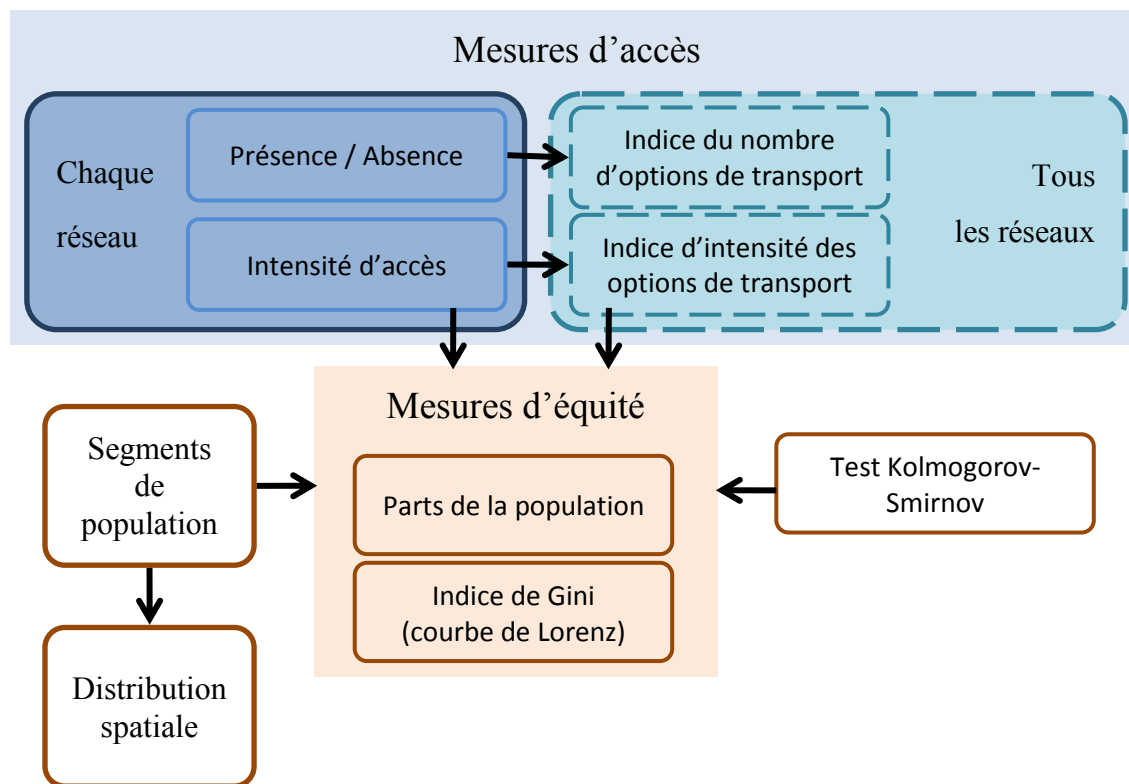 Mesures d’accès
Chaque
réseau
Présence / Absence
Intensité d’accès
Indice du nombre
d’options de transport
Indice d’intensité des
options de transport
Tous
les réseaux
Mesures d’équité
Segments
de
population
Parts de la population
Indice de Gini
(courbe de Lorenz)
Test Kolmogorov-
Smirnov
Distribution
spatiale